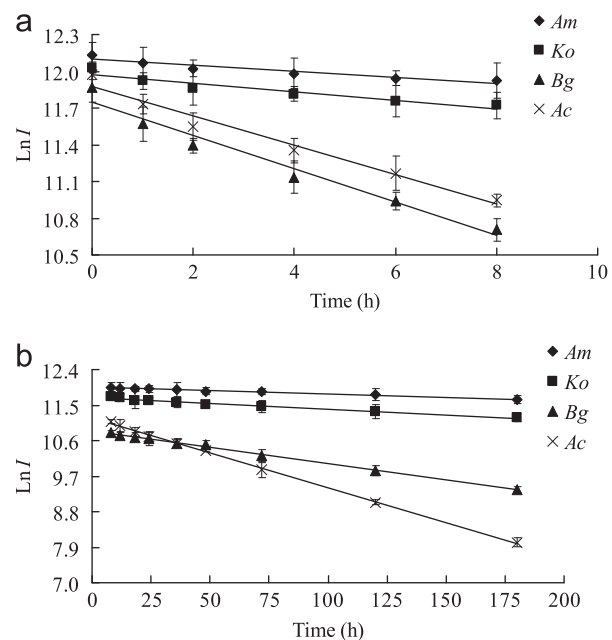 a
12.3
12.0
11.7
11.4
11.1
10.8
10.5
Ln I
0
2
4
6
8
10
Time (h)
Am
Ko
Bg
Ac
b
12.4
11.5
10.6
9.7
8.8
7.9
7.0
Ln I
0
25
50
75
100
125
150
175
200
Time (h)
Am
Ko
Bg
Ac